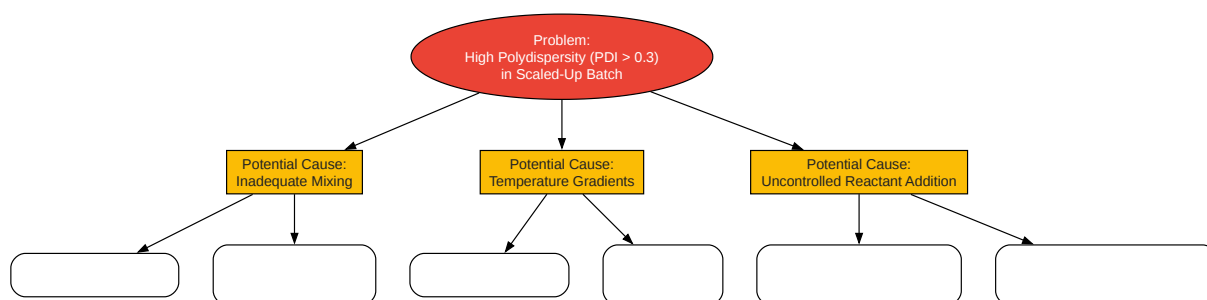 Problem:
High Polydispersity (PDI > 0.3)
in Scaled-Up Batch
Potential Cause:
Inadequate Mixing
Potential Cause:
Temperature Gradients
Potential Cause:
Uncontrolled Reactant Addition